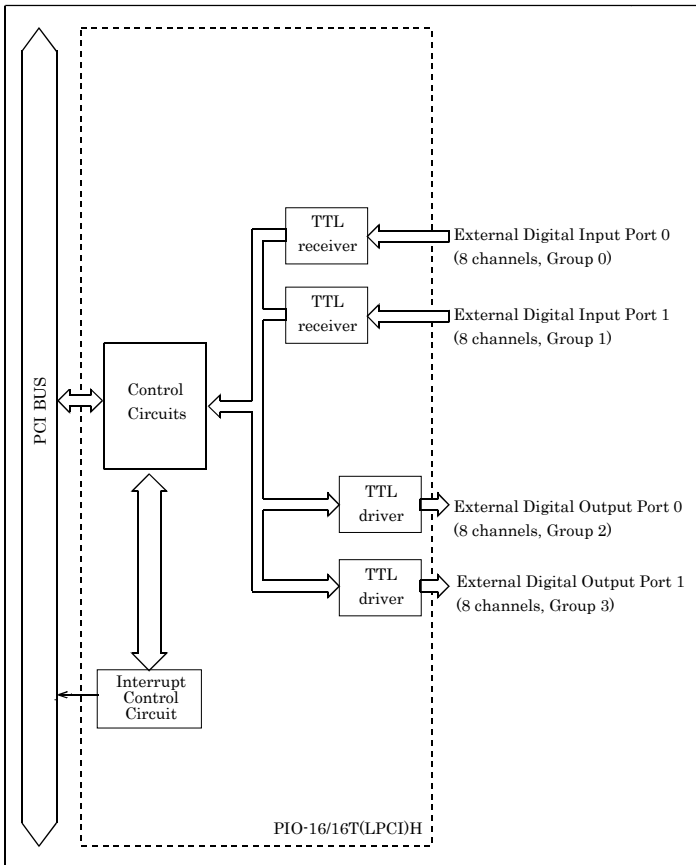 TTL
receiver
External Digital Input Port 0
(8 channels, Group 0)
TTL
receiver
External Digital Input Port 1
(8 channels, Group 1)
PCI BUS
Control
Circuits
TTL
driver
External Digital Output Port 0
(8 channels, Group 2)
TTL
driver
External Digital Output Port 1
(8 channels, Group 3)
Interrupt
Control
Circuit
PIO-16/16T(LPCI)H